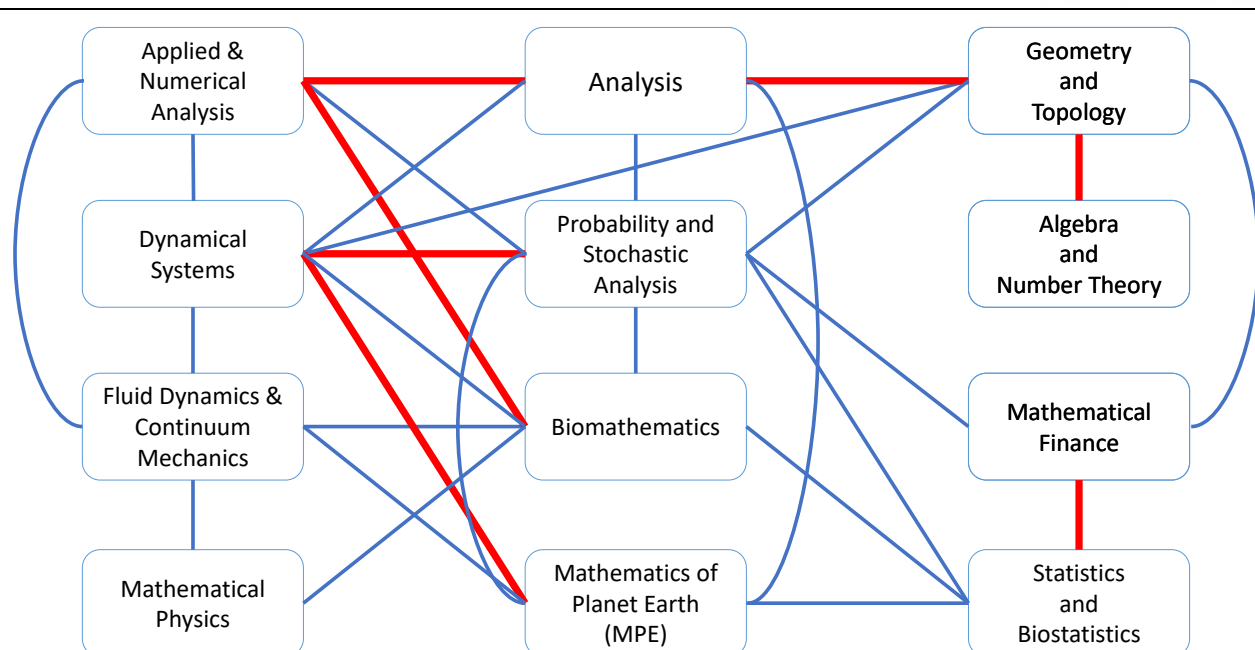 Applied &
Numerical
Analysis
Analysis
Geometry
and
Topology
Dynamical
Systems
Probability and
Stochastic
Analysis
Algebra
and
Number Theory
Fluid Dynamics &
Continuum
Mechanics
Biomathematics
Mathematical
Finance
Mathematical
Physics
Mathematics of
Planet Earth
(MPE)
Statistics
and
Biostatistics